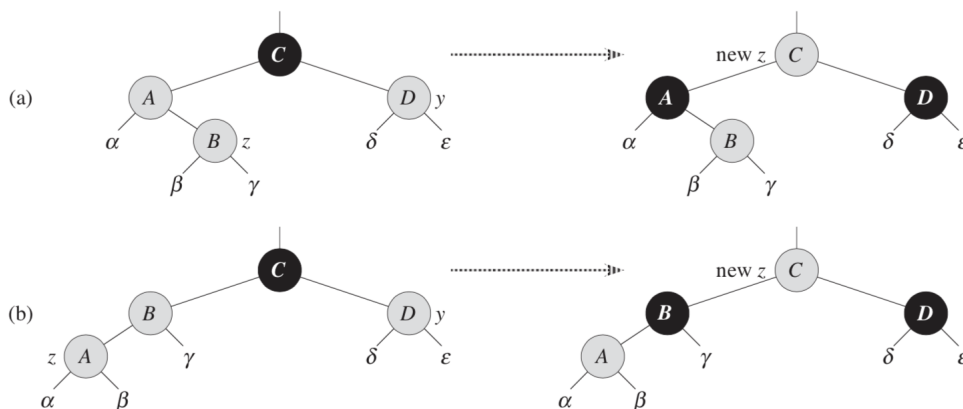 C new z C
(a) A D y A D
α B z δ ε α B δ ε
β γ β γ
C new z C
(b) B D y B D
z A γ δ ε A γ δ ε
α β α β